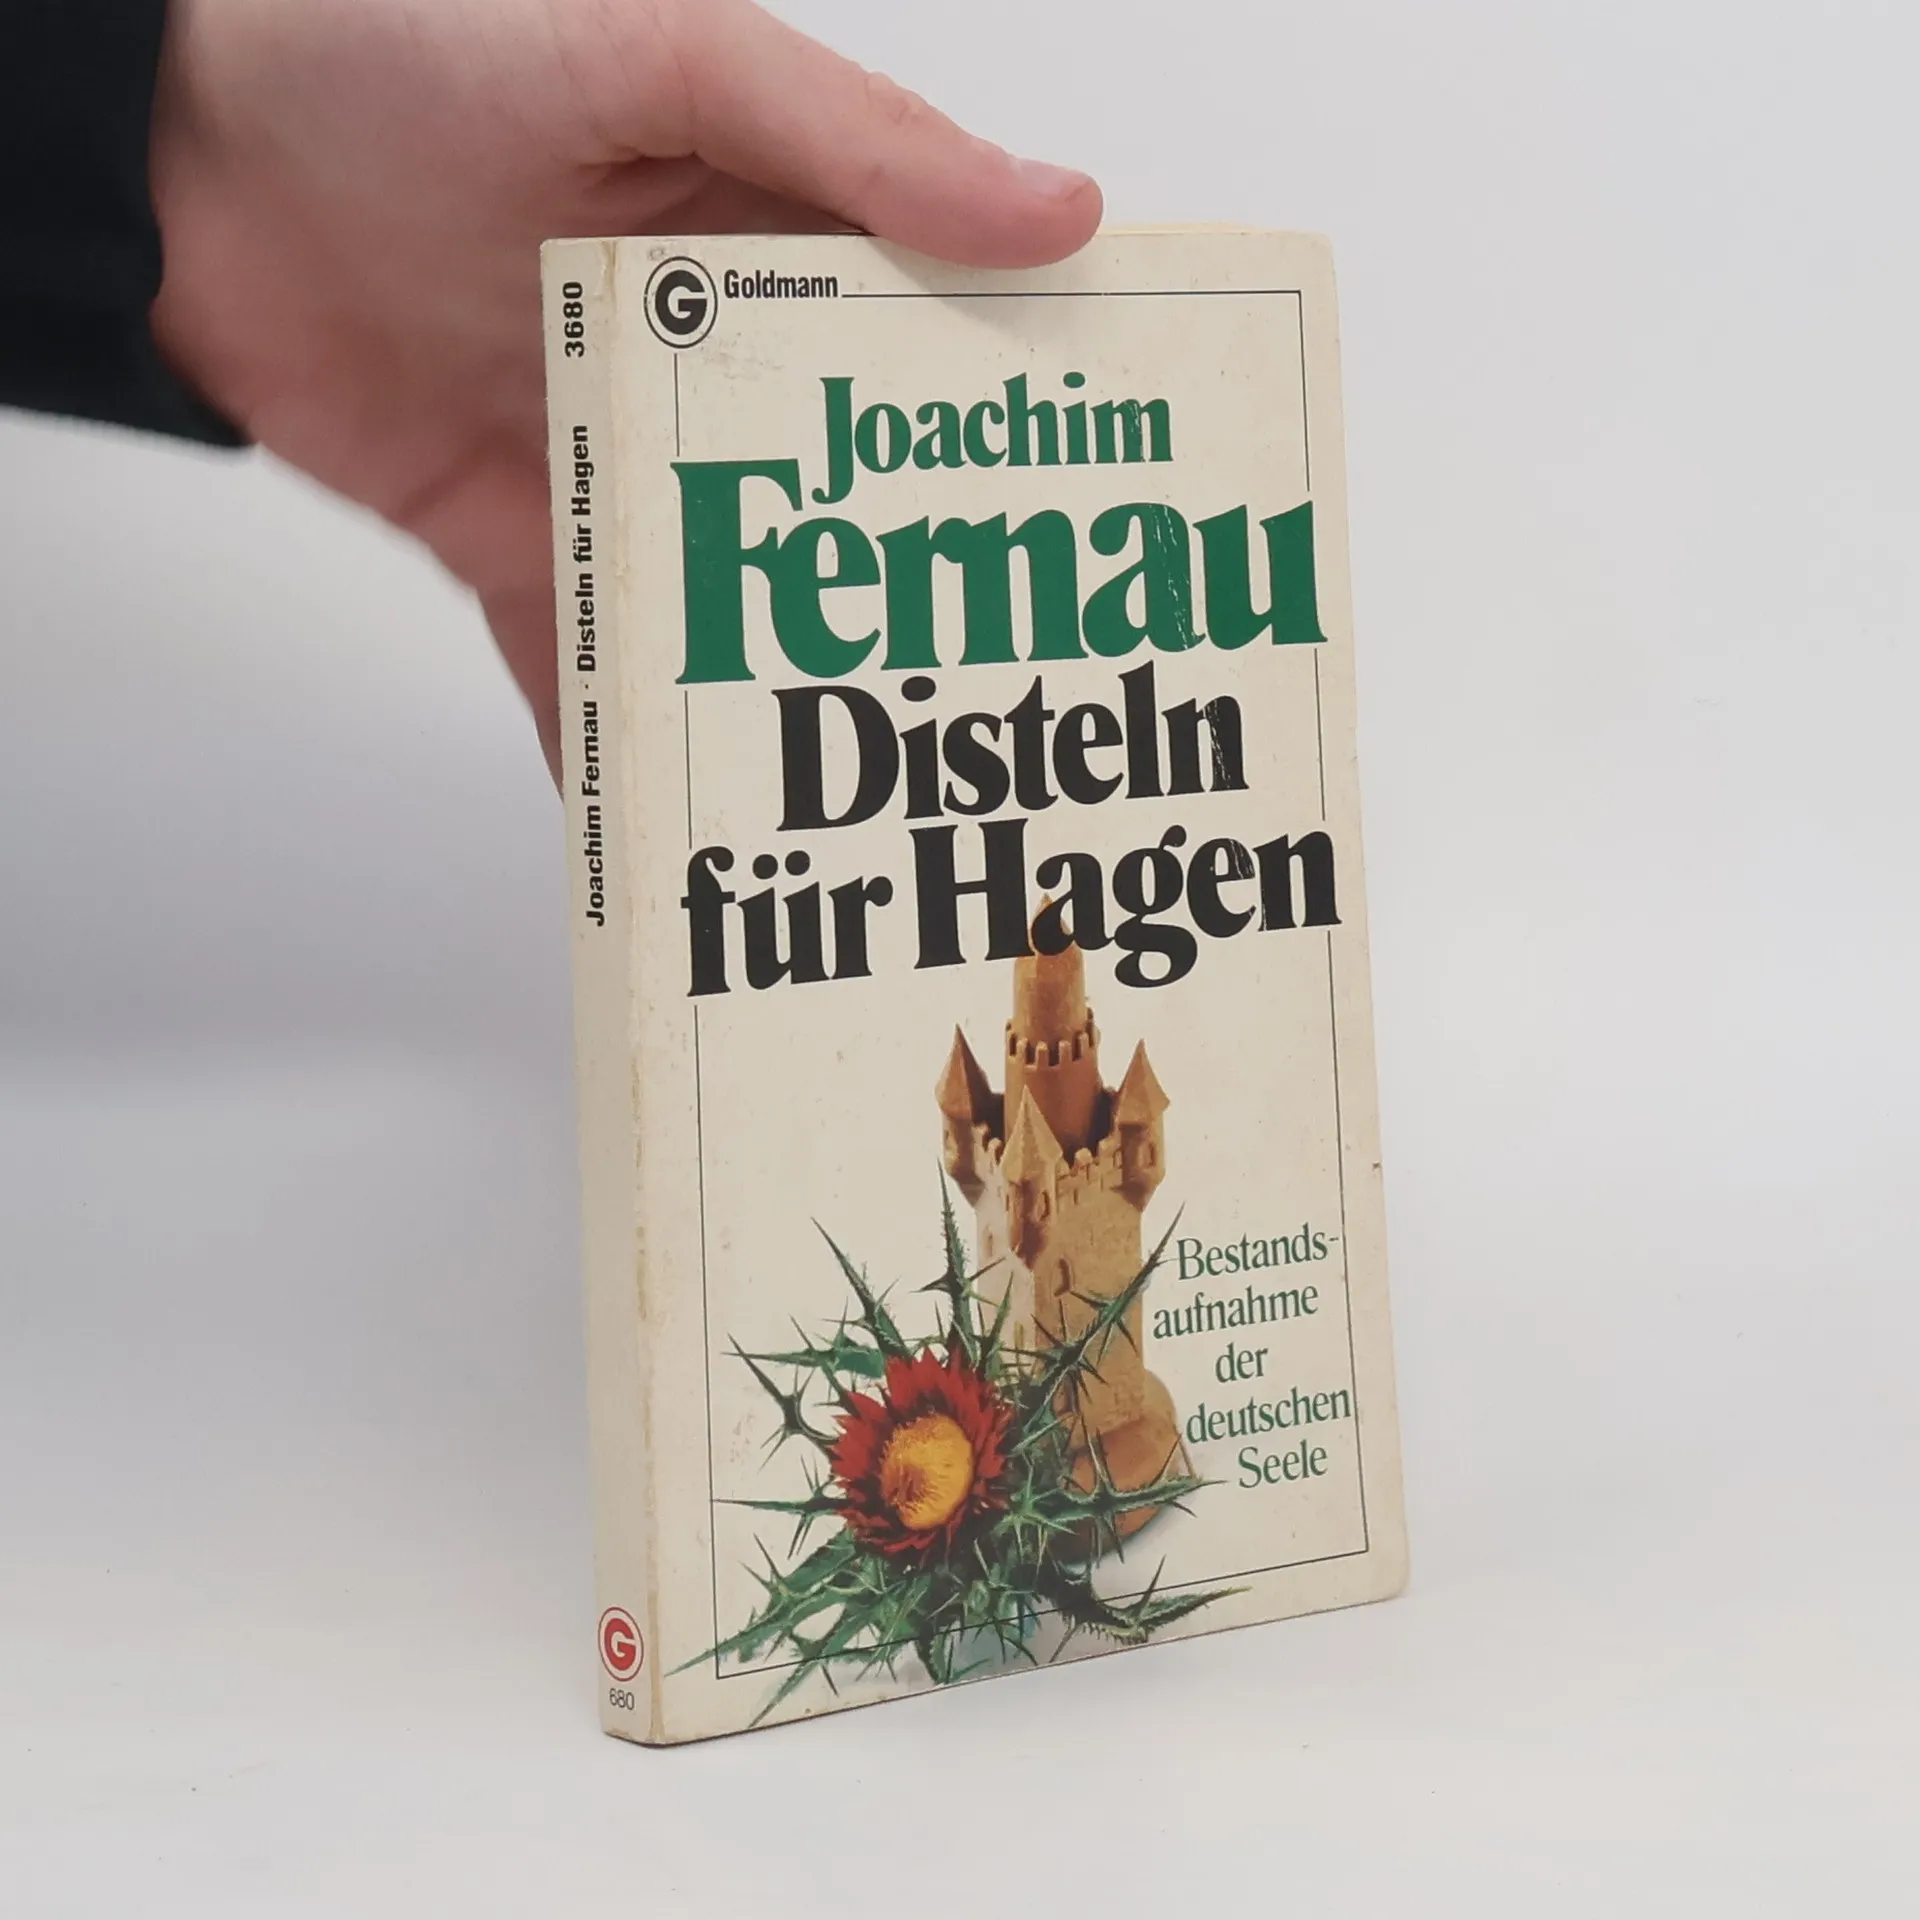 3680
Joachim Fernau · Disteln für Hagen
G
680
G
Goldmann
Joachim
Fernau
Disteln
für Hagen
Bestands-
aufnahme
der
deutschen
Seele